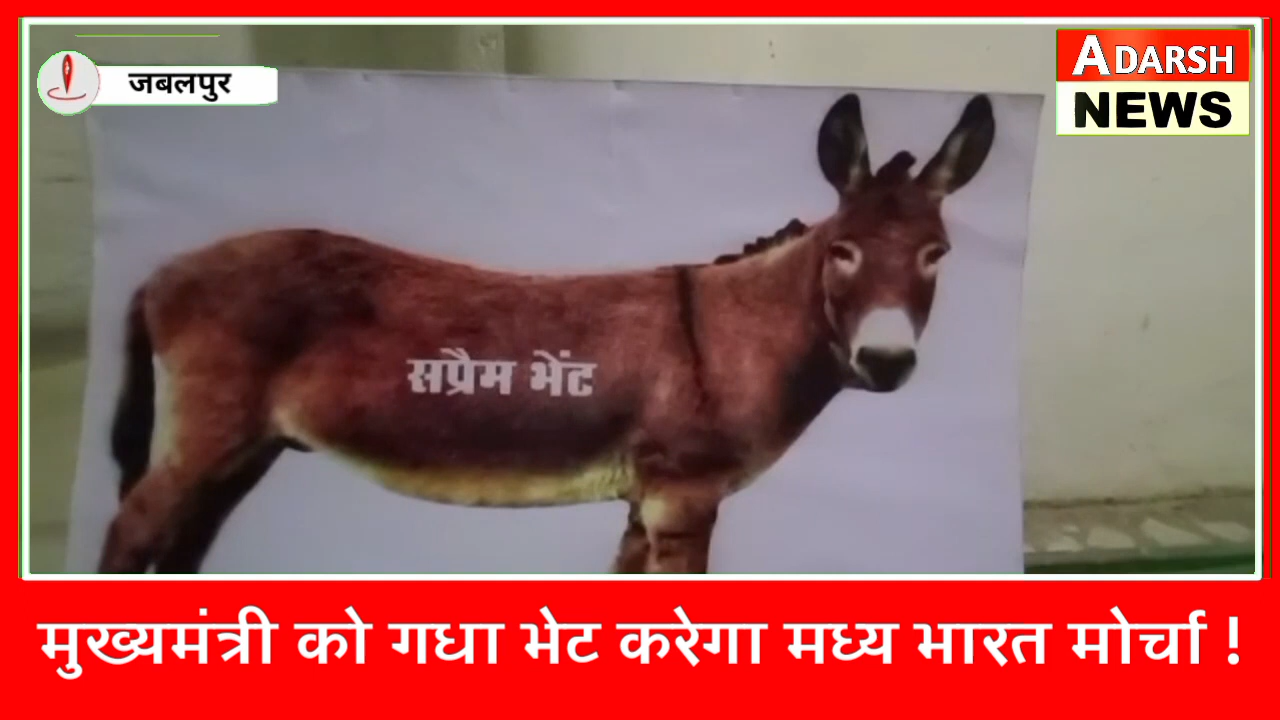 जबलपुर
ADARSH
NEWS
सप्रैम भेंट
मुख्यमंत्री को गधा भेट करेगा मध्य भारत मोर्चा !